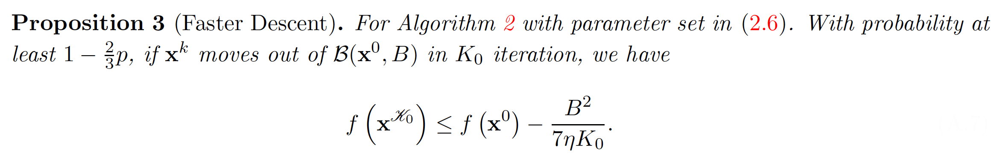 Proposition 3 (Faster Descent). For Algorithm 2 with parameter set in (2.6). With probability at
least $1 - \frac{2}{3}p$, if $\mathbf{x}^k$ moves out of $\mathcal{B}(\mathbf{x}^0, B)$ in $K_0$ iteration, we have
$f\left(\mathbf{x}^{\mathscr{K}_0}\right) \leq f\left(\mathbf{x}^0\right) - \frac{B^2}{7\eta K_0}.$